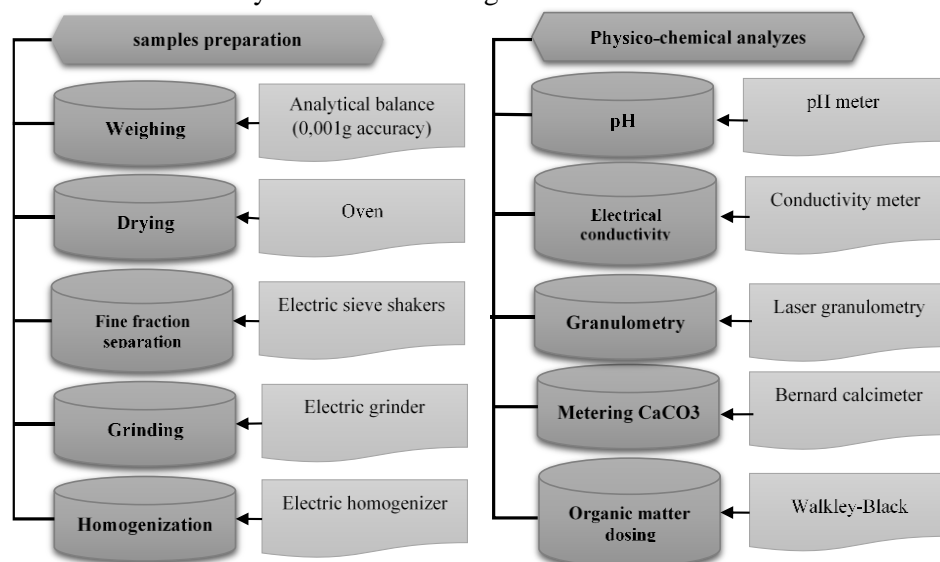 samples preparation
Weighing
Analytical balance
(0,001g accuracy)
Drying
Oven
Fine fraction
separation
Electric sieve shakers
Grinding
Electric grinder
Homogenization
Electric homogenizer
Physico-chemical analyzes
pH
pH meter
Electrical
conductivity
Conductivity meter
Granulometry
Laser granulometry
Metering CaCO3
Bernard calcimeter
Organic matter
dosing
Walkley-Black